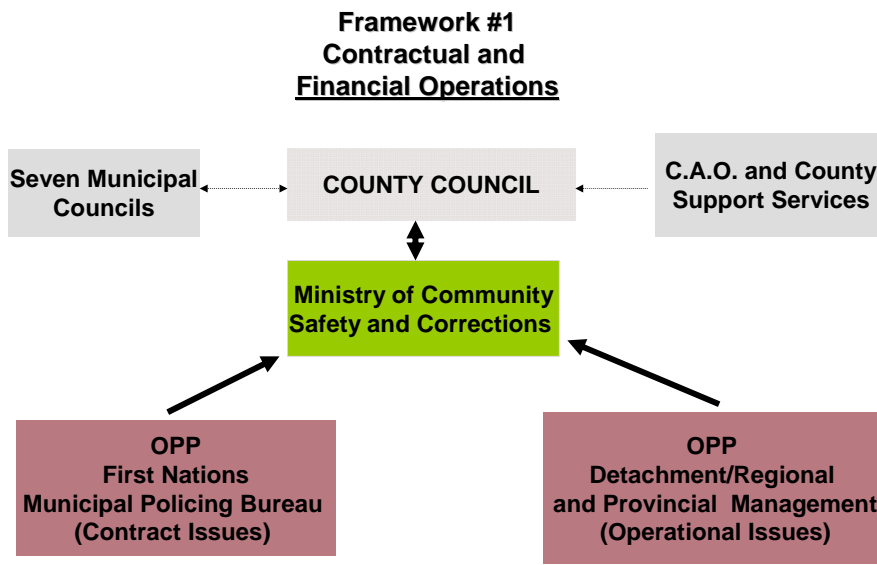 Framework #1
Contractual and
Financial Operations
Seven Municipal
Councils
COUNTY COUNCIL
C.A.O. and County
Support Services
Ministry of Community
Safety and Corrections
OPP
First Nations
Municipal Policing Bureau
(Contract Issues)
OPP
Detachment/Regional
and Provincial Management
(Operational Issues)